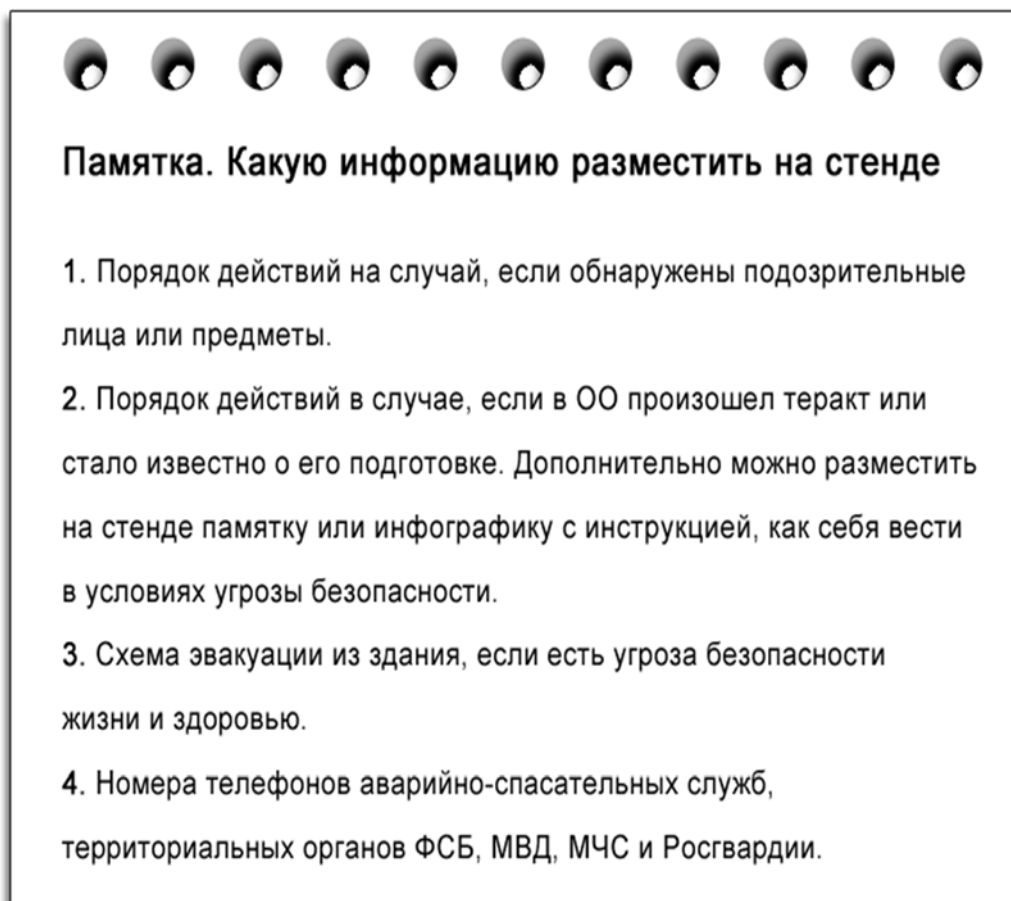 Памятка. Какую информацию разместить на стенде
1. Порядок действий на случай, если обнаружены подозрительные
лица или предметы.
2. Порядок действий в случае, если в ОО произошел теракт или
стало известно о его подготовке. Дополнительно можно разместить
на стенде памятку или инфографику с инструкцией, как себя вести
в условиях угрозы безопасности.
3. Схема эвакуации из здания, если есть угроза безопасности
жизни и здоровью.
4. Номера телефонов аварийно-спасательных служб,
территориальных органов ФСБ, МВД, МЧС и Росгвардии.